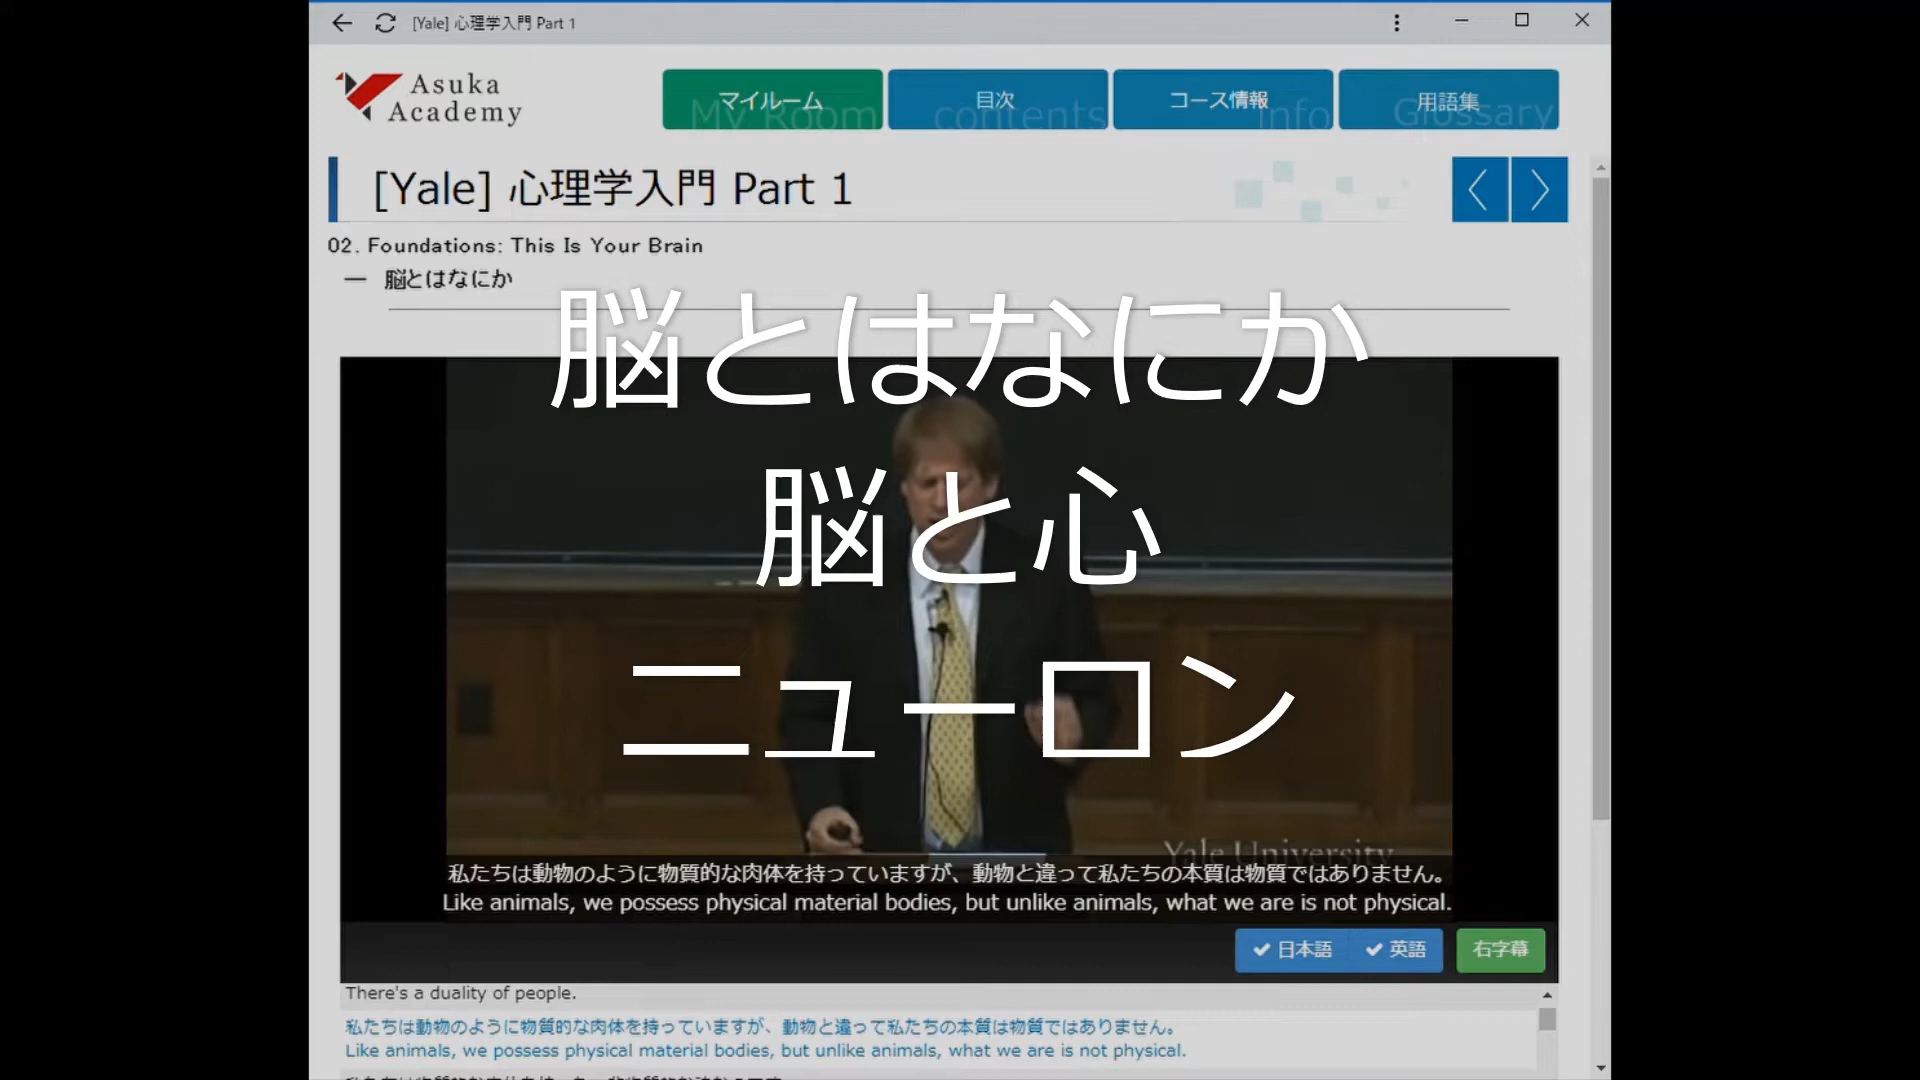 [Yale] 心理学入門 Part 1
Asuka
Academy
マイルーム
My Room
目次
contents
コース情報
Info
用語集
Glossary
[Yale] 心理学入門 Part 1
02. Foundations: This Is Your Brain
― 脳とはなにか
脳とはなにか
脳と心
ニューロン
Yale University
私たちは動物のように物質的な肉体を持っていますが、動物と違って私たちの本質は物質ではありません。
Like animals, we possess physical material bodies, but unlike animals, what we are is not physical.
日本語
英語
右字幕
There's a duality of people.
私たちは動物のように物質的な肉体を持っていますが、動物と違って私たちの本質は物質ではありません。
Like animals, we possess physical material bodies, but unlike animals, what we are is not physical.